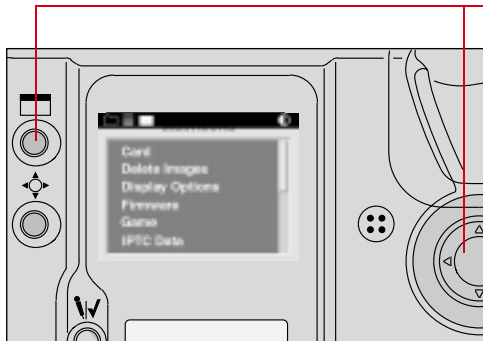 Card
Delete Images
Display Options
Firmware
Game
IPTC Data